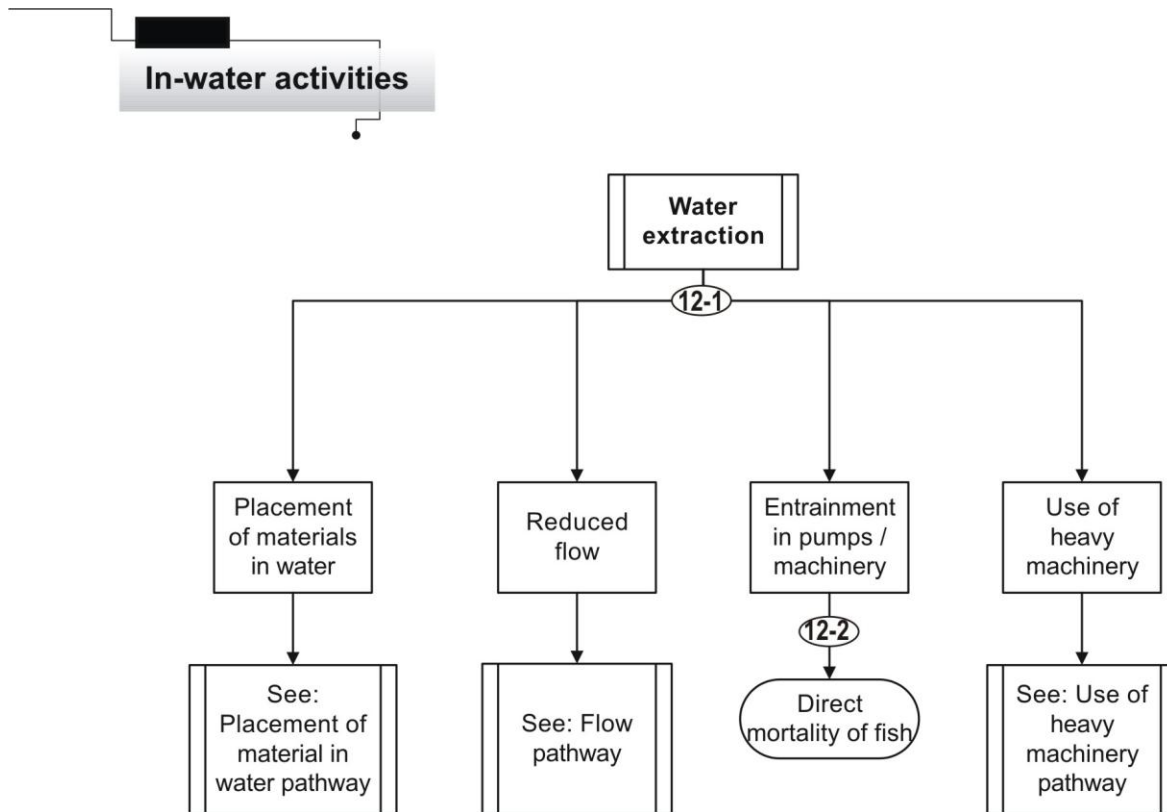 In-water activities
Water
extraction
12-1
Placement
of materials
in water
Reduced
flow
Entrainment
in pumps /
machinery
Use of
heavy
machinery
12-2
See:
Placement of
material in
water pathway
See: Flow
pathway
Direct
mortality of fish
See: Use of
heavy
machinery
pathway